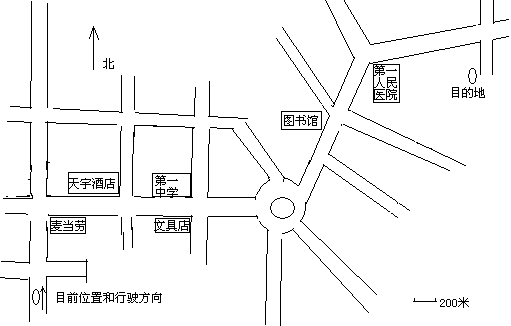 北
第一
人民
医院
目的地
图书馆
天宇酒店
第一
中学
麦当劳
文具店
目前位置和行驶方向
200米